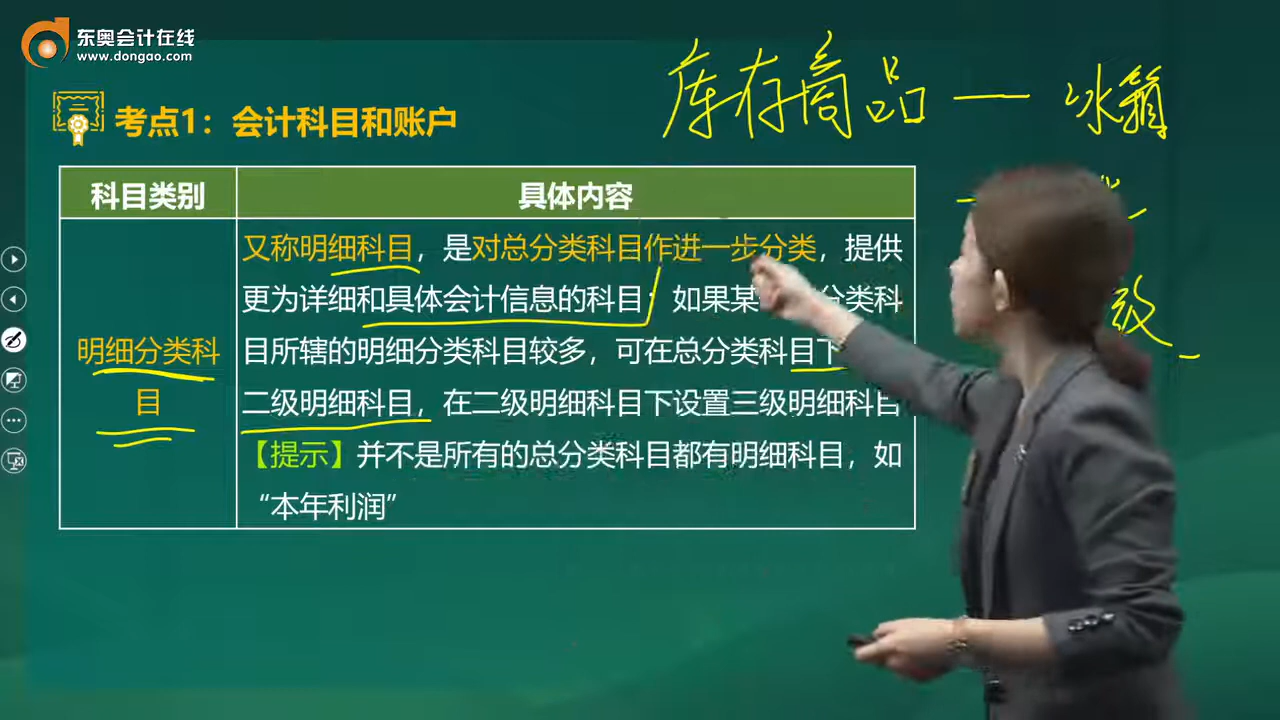 东奥会计在线
www.dongao.com
库存商品 — 冰箱
考点1：会计科目和账户
科目类别
具体内容
明细分类科
目
又称明细科目，是对总分类科目作进一步分类，提供
更为详细和具体会计信息的科目；如果某 分类科
目所辖的明细分类科目较多，可在总分类科目下
二级明细科目，在二级明细科目下设置三级明细科目
【提示】并不是所有的总分类科目都有明细科目，如
“本年利润”